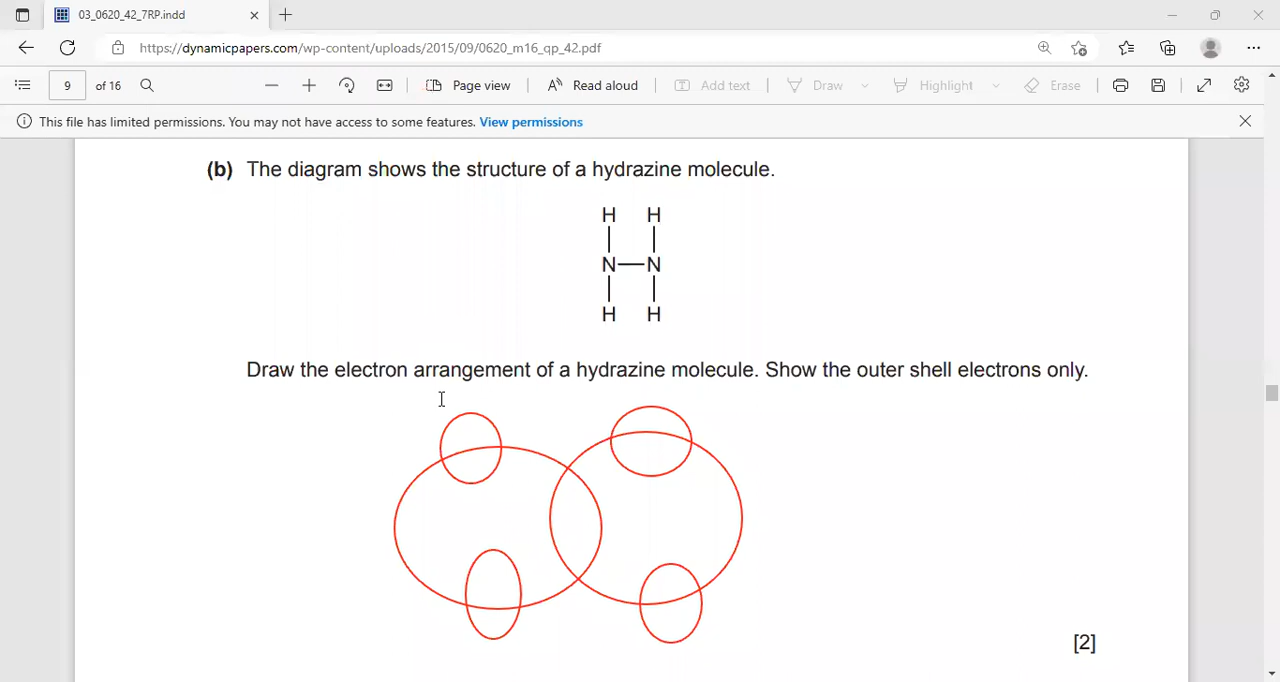 03_0620_42_7RP.indd
https://dynamicpapers.com/wp-content/uploads/2015/09/0620_m16_qp_42.pdf
9 of 16 Page view Read aloud Add text Draw Highlight Erase
This file has limited permissions. You may not have access to some features. View permissions
(b) The diagram shows the structure of a hydrazine molecule.
H H
N N
H H
Draw the electron arrangement of a hydrazine molecule. Show the outer shell electrons only.
[2]